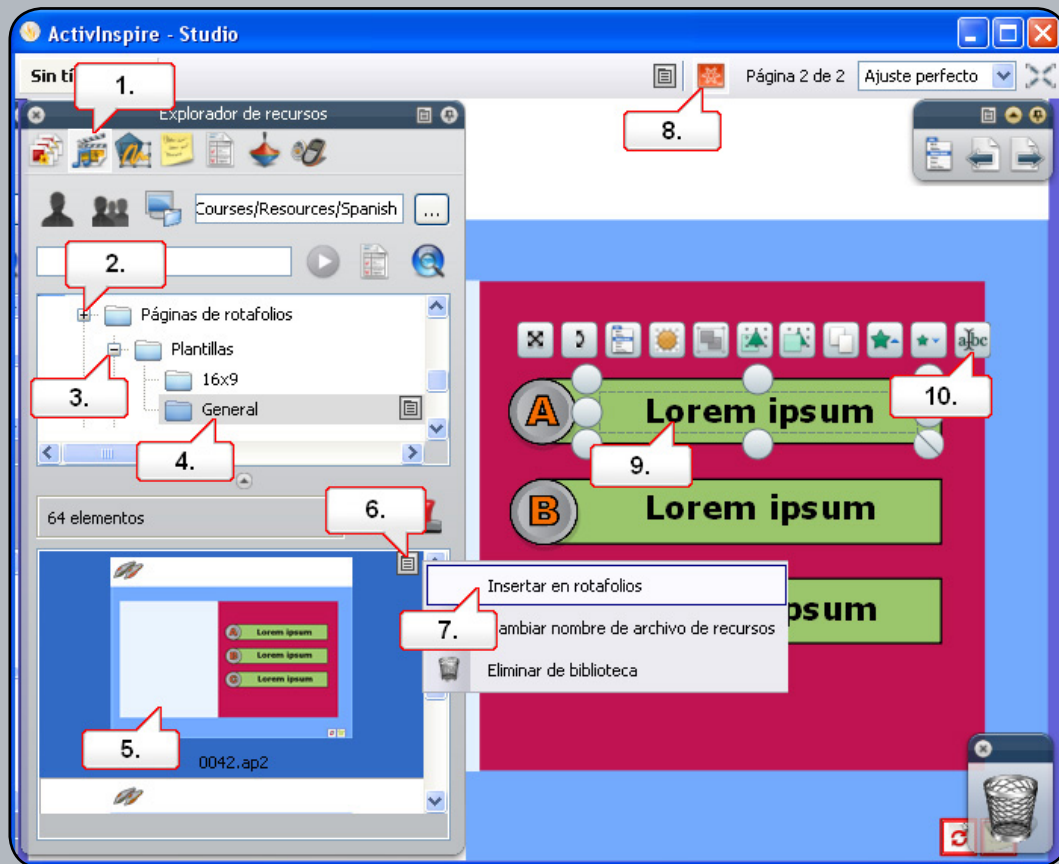 ActivInspire - Studio
Sin tí
1.
Página 2 de 2
Ajuste perfecto
8.
Explorador de recursos
Courses/Resources/Spanish
...
2.
Páginas de rotafolios
Plantillas
3.
16x9
General
4.
64 elementos
6.
A
Lorem ipsum
a|bc
10.
9.
B
Lorem ipsum
psum
Insertar en rotafolios
7.
ambiar nombre de archivo de recursos
Eliminar de biblioteca
A Lorem ipsum
B Lorem ipsum
C Lorem ipsum
5.
0042.ap2